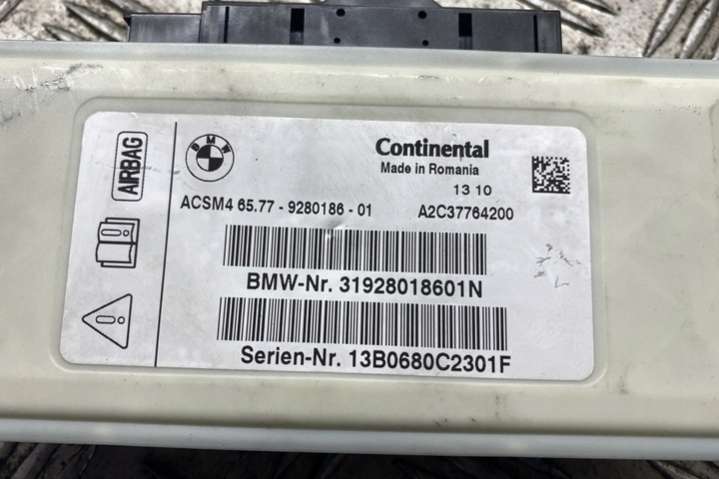 AIRBAG
BMW
Continental
Made in Romania
13 10
ACSM4 65.77 - 9280186 - 01 A2C37764200
BMW-Nr. 31928018601N
Serien-Nr. 13B0680C2301F